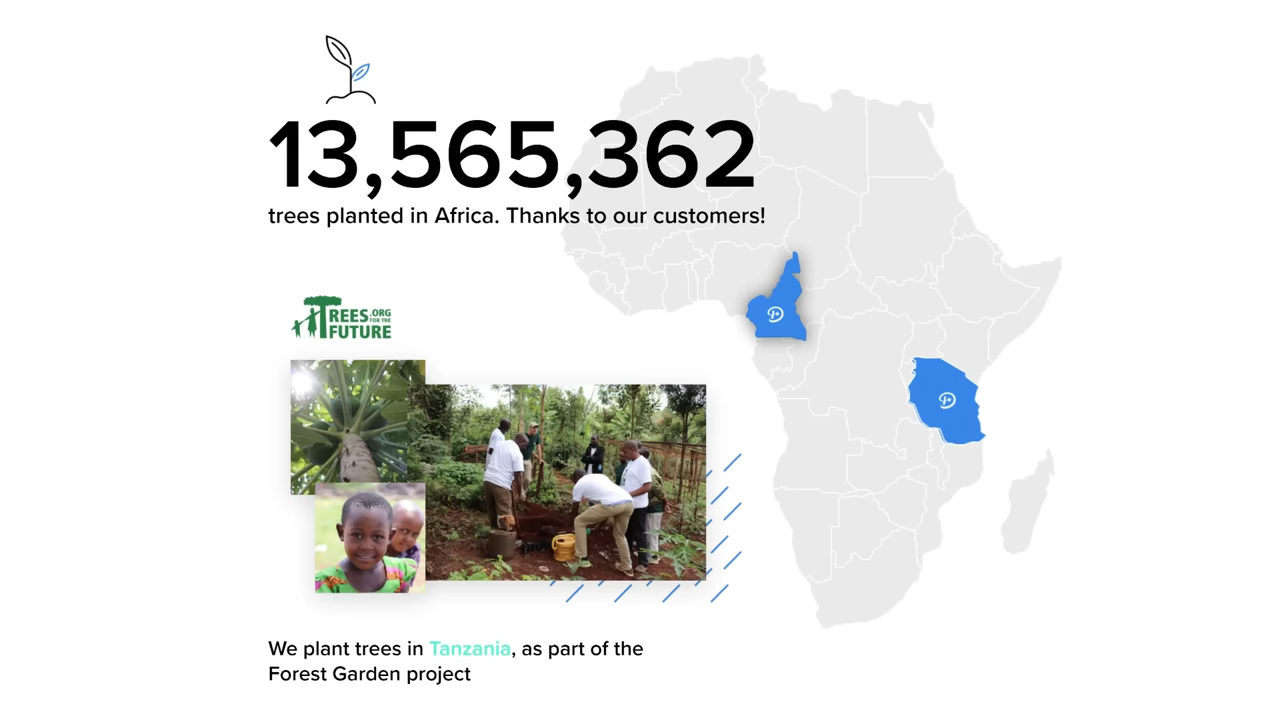 13,565,362
trees planted in Africa. Thanks to our customers!
TREES.ORG
FOR THE
FUTURE
We plant trees in Tanzania, as part of the
Forest Garden project